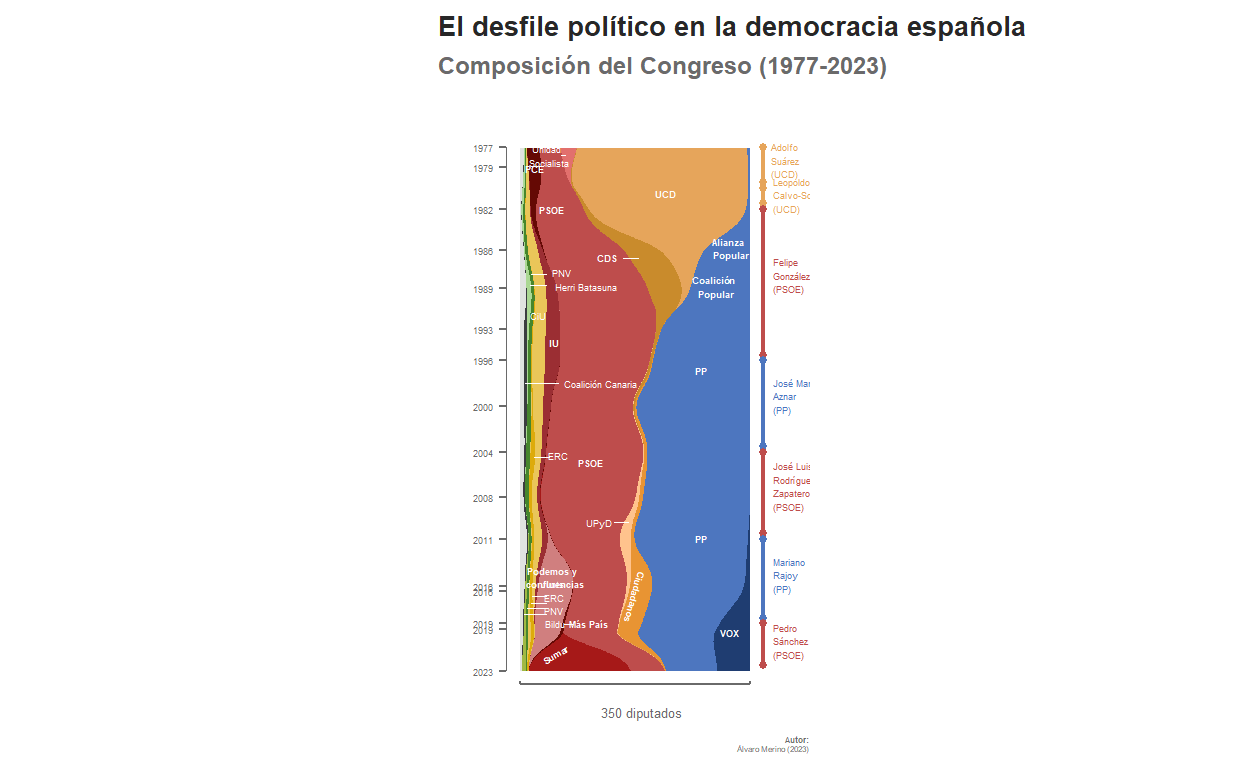 El desfile político en la democracia española
Composición del Congreso (1977-2023)
1977
1979
1982
1986
1989
1993
1996
2000
2004
2008
2011
2016
2016
2019
2019
2023
Unidad
Socialista
PCE
PSOE
UCD
CDS
Alianza
Popular
PNV
Herri Batasuna
Coalición
Popular
CiU
IU
PP
Coalición Canaria
ERC
PSOE
UPyD
PP
Podemos y
confluencias
ERC
PNV
Bildu
Más País
Ciudadanos
VOX
Sumar
Adolfo
Suárez
(UCD)
Leopoldo
Calvo-So
(UCD)
Felipe
González
(PSOE)
José Mar
Aznar
(PP)
José Luis
Rodrígue
Zapatero
(PSOE)
Mariano
Rajoy
(PP)
Pedro
Sánchez
(PSOE)
350 diputados
Autor:
Álvaro Merino (2023)